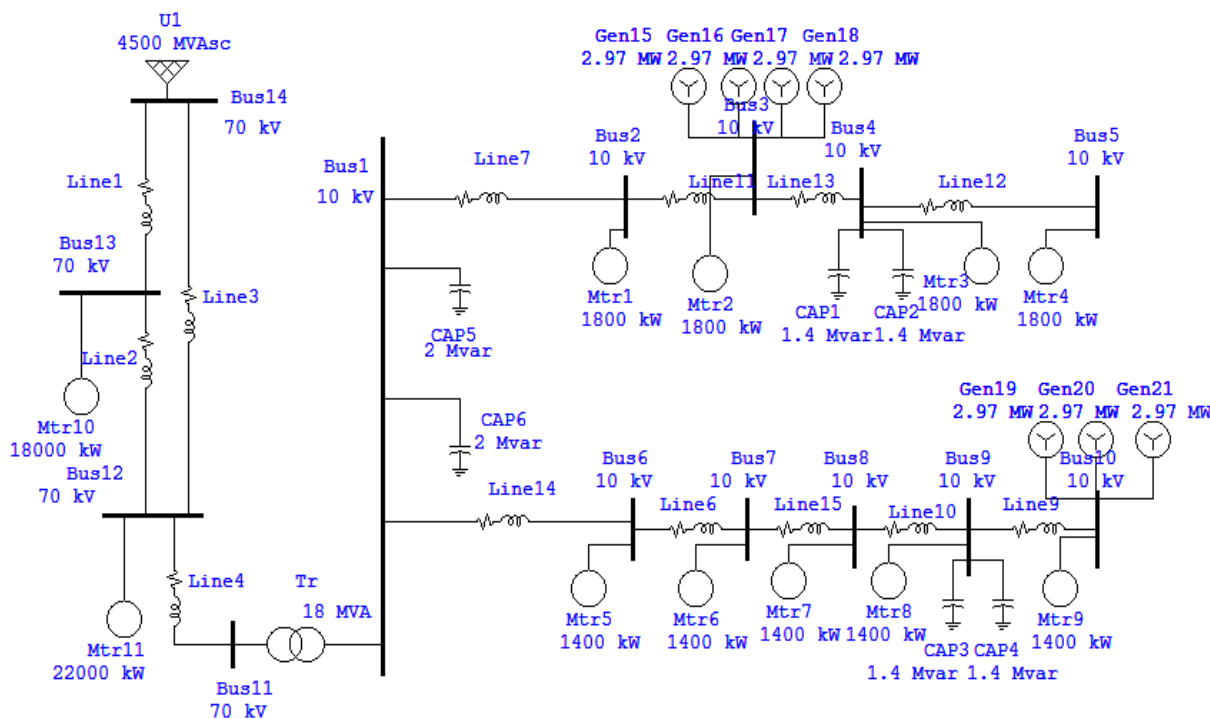 U1
4500 MVAsc
Bus14
70 kV
Line1
Bus13
70 kV
Line3
Line2
Mtr10
18000 kW
Bus12
70 kV
Line4
Mtr11
22000 kW
Bus11
70 kV
Tr
18 MVA
Bus1
10 kV
Line7
CAP5
2 Mvar
CAP6
2 Mvar
Line14
Bus2
10 kV
Line11
Mtr1
1800 kW
Gen15 Gen16 Gen17 Gen18
2.97 MW 2.97 MW 2.97 MW 2.97 MW
Bus3
10 kV
Mtr2
1800 kW
Line13
Bus4
10 kV
Line12
CAP1
1.4 Mvar
CAP2
1.4 Mvar
Mtr3
1800 kW
Bus5
10 kV
Mtr4
1800 kW
Bus6
10 kV
Line6
Mtr5
1400 kW
Bus7
10 kV
Line15
Mtr6
1400 kW
Bus8
10 kV
Line10
Mtr7
1400 kW
Mtr8
1400 kW
Bus9
10 kV
Line9
CAP3
1.4 Mvar
CAP4
1.4 Mvar
Gen19 Gen20 Gen21
2.97 MW 2.97 MW 2.97 MW
Bus10
10 kV
Mtr9
1400 kW